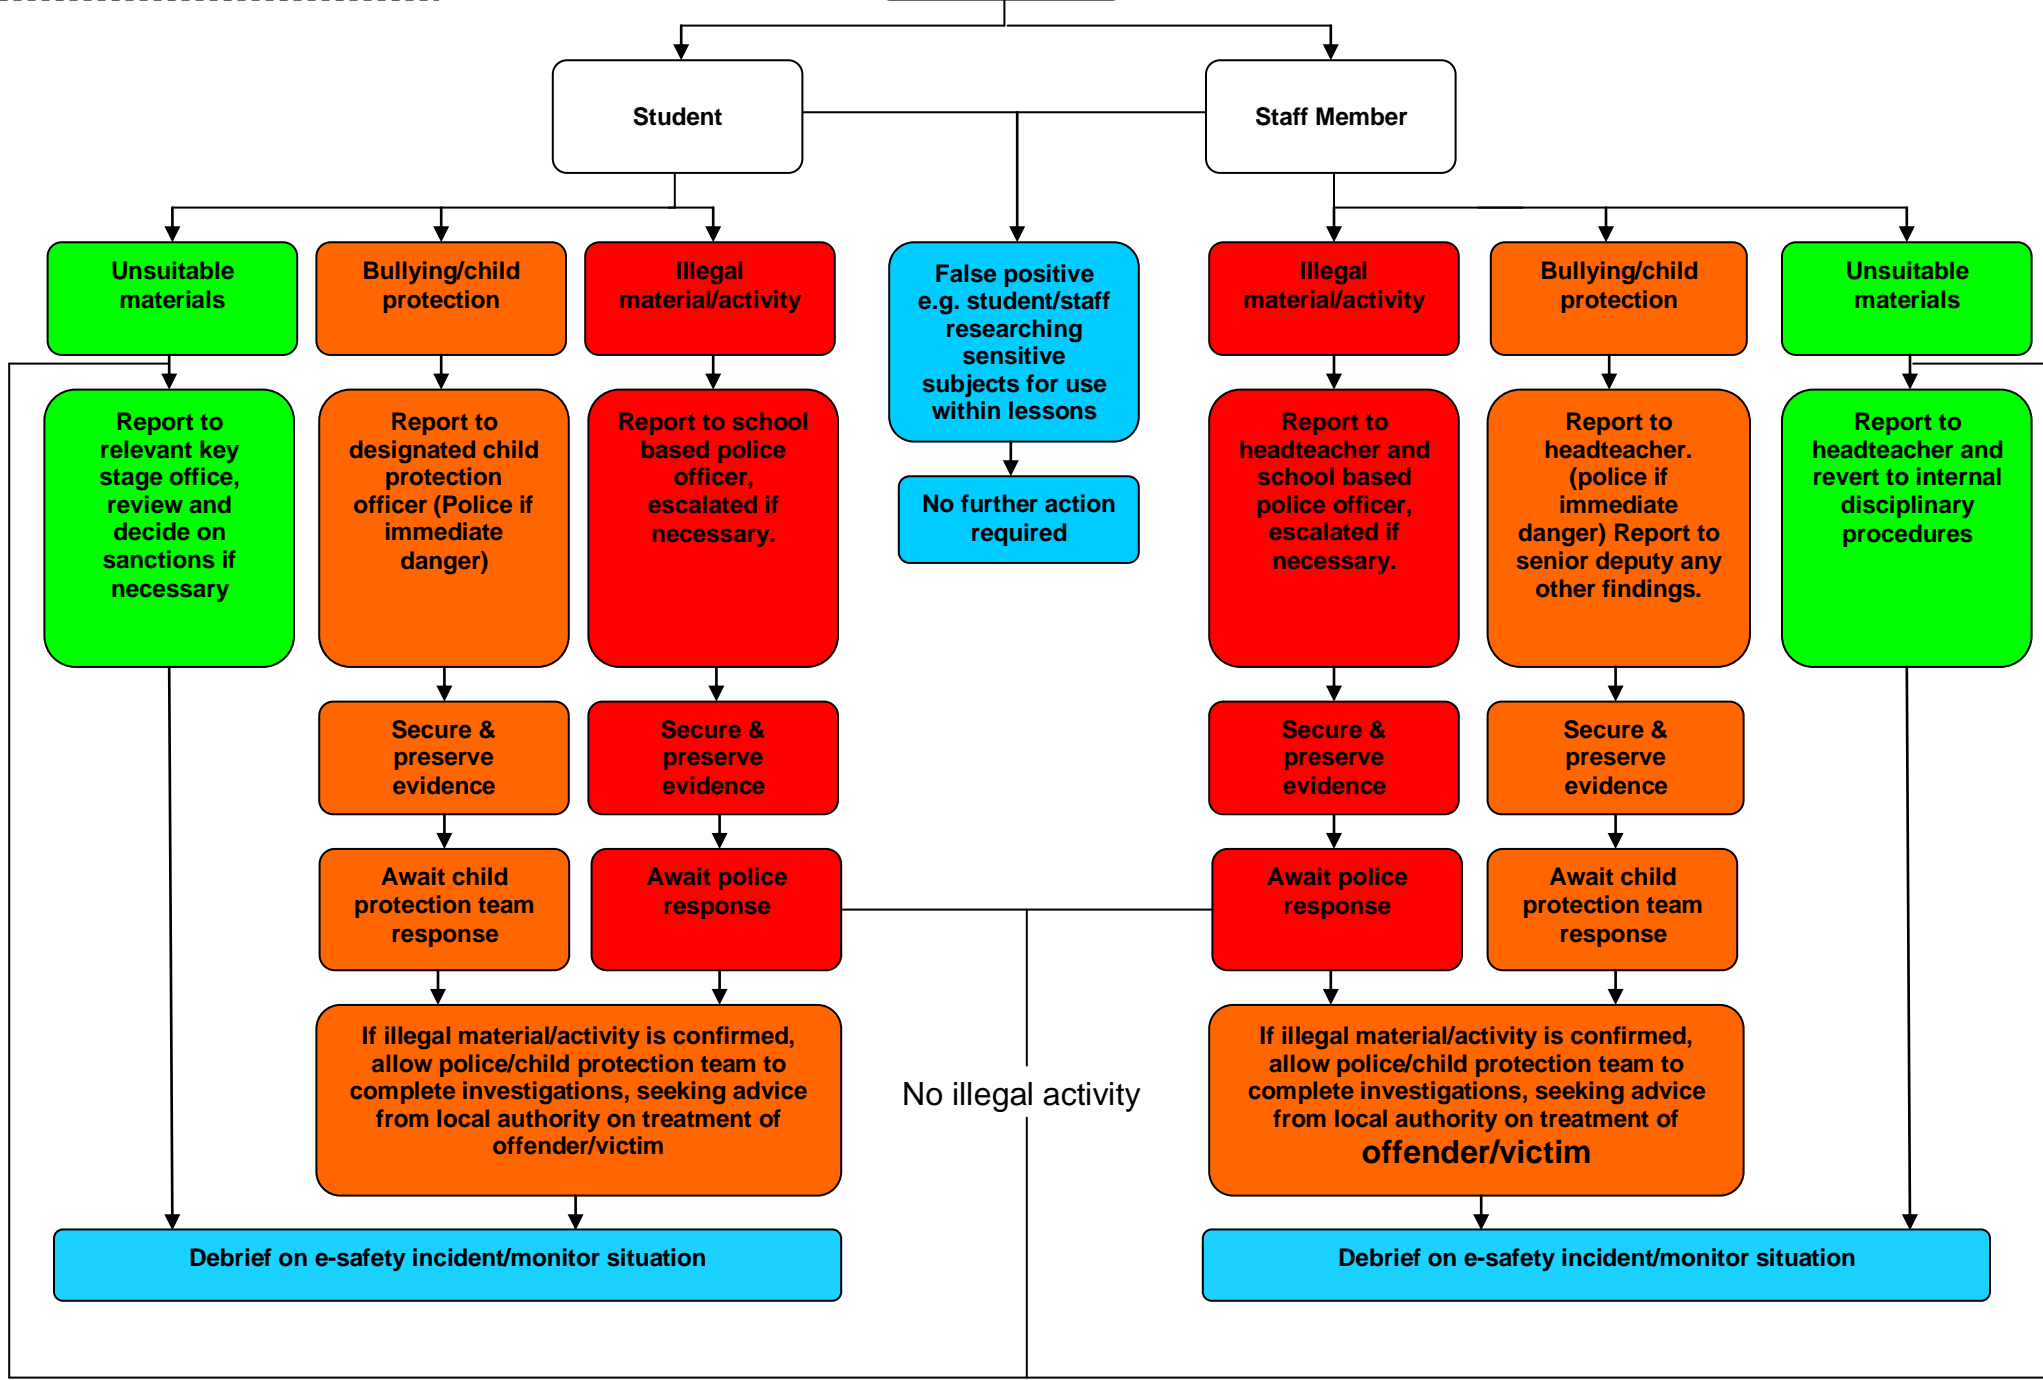 Student
Staff Member
Unsuitable
materials
Bullying/child
protection
Illegal
material/activity
False positive
e.g. student/staff
researching
sensitive
subjects for use
within lessons
Illegal
material/activity
Bullying/child
protection
Unsuitable
materials
Report to
relevant key
stage office,
review and
decide on
sanctions if
necessary
Report to
designated child
protection
officer (Police if
immediate
danger)
Report to school
based police
officer,
escalated if
necessary.
No further action
required
Report to
headteacher and
school based
police officer,
escalated if
necessary.
Report to
headteacher.
(police if
immediate
danger) Report to
senior deputy any
other findings.
Report to
headteacher and
revert to internal
disciplinary
procedures
Secure &
preserve
evidence
Secure &
preserve
evidence
Secure &
preserve
evidence
Secure &
preserve
evidence
Await child
protection team
response
Await police
response
Await police
response
Await child
protection team
response
If illegal material/activity is confirmed,
allow police/child protection team to
complete investigations, seeking advice
from local authority on treatment of
offender/victim
No illegal activity
If illegal material/activity is confirmed,
allow police/child protection team to
complete investigations, seeking advice
from local authority on treatment of
offender/victim
Debrief on e-safety incident/monitor situation
Debrief on e-safety incident/monitor situation